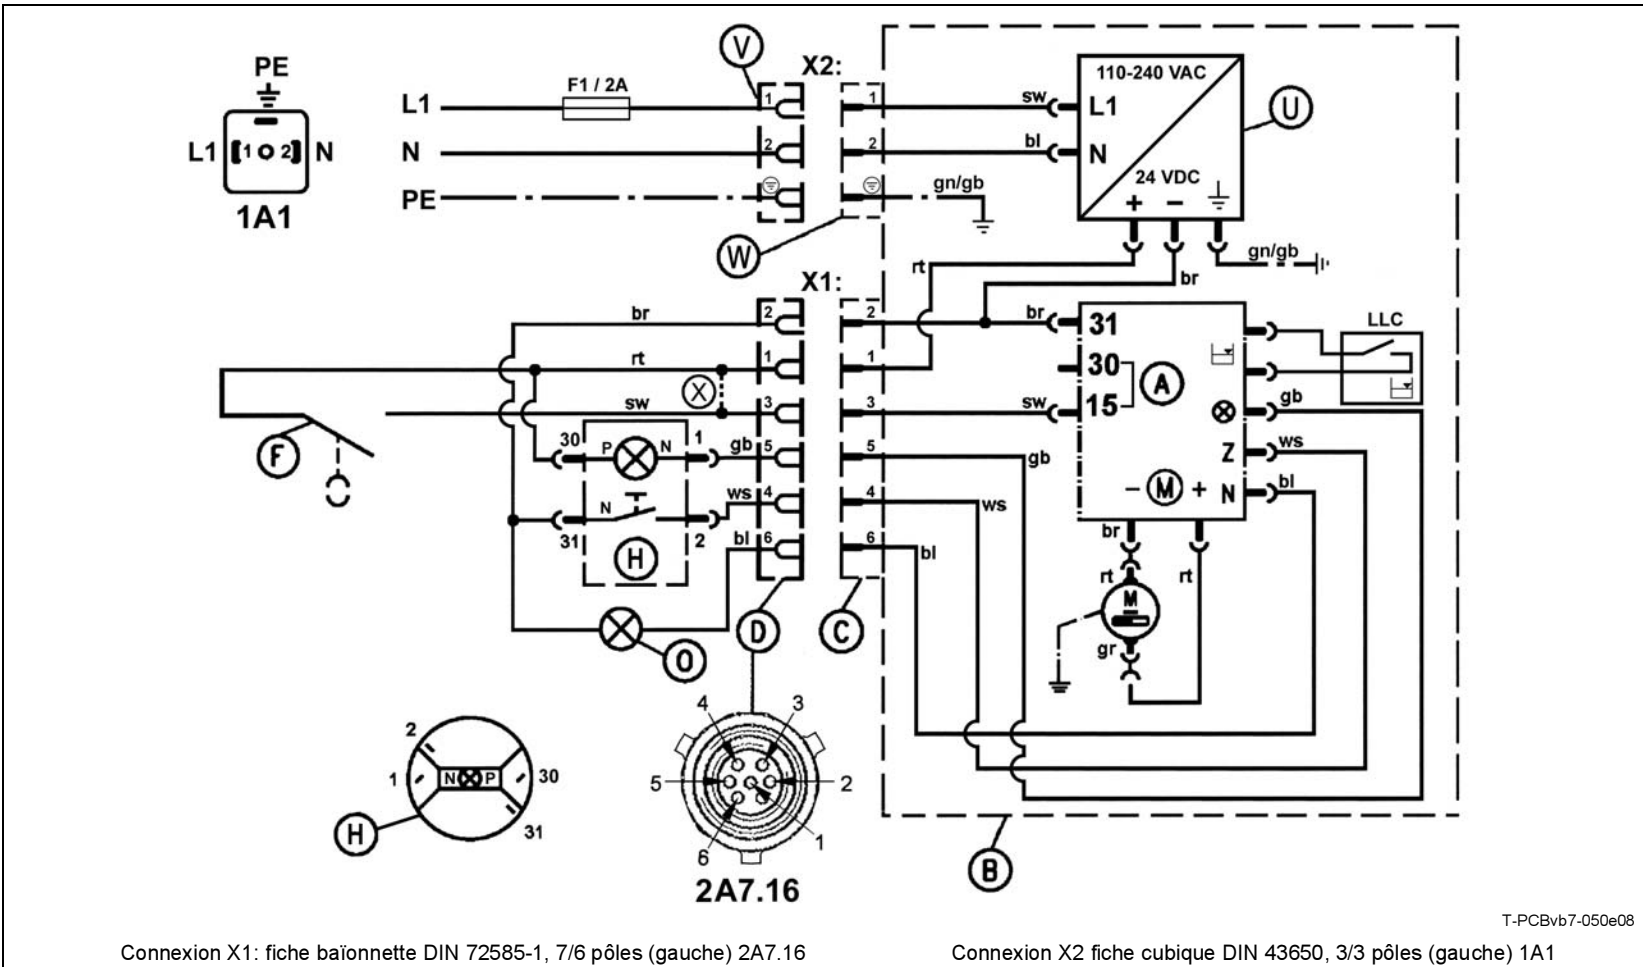 PE
L1 1 2 N
1A1
L1 F1 / 2A 1
N 2
PE
V
X2:
W
1 sw L1
2 bl N
gn/gb
110-240 VAC
24 VDC
+ −
U
rt
br
gn/gb
X1:
br 2
rt 1
X
sw 3
F
30 P N 1 gb 5
N ws 4
31 2
H
bl 6
O
D
C
2 br 31
1 30
3 sw 15
5 gb
4 ws
6 bl
A
LLC
gb
Z ws
N bl
− M +
br
rt rt
M
gr
B
2
1 N P 30
31
H
4 3
5 2
6 1
2A7.16
T-PCBvb7-050e08
Connexion X1: fiche baïonnette DIN 72585-1, 7/6 pôles (gauche) 2A7.16
Connexion X2 fiche cubique DIN 43650, 3/3 pôles (gauche) 1A1